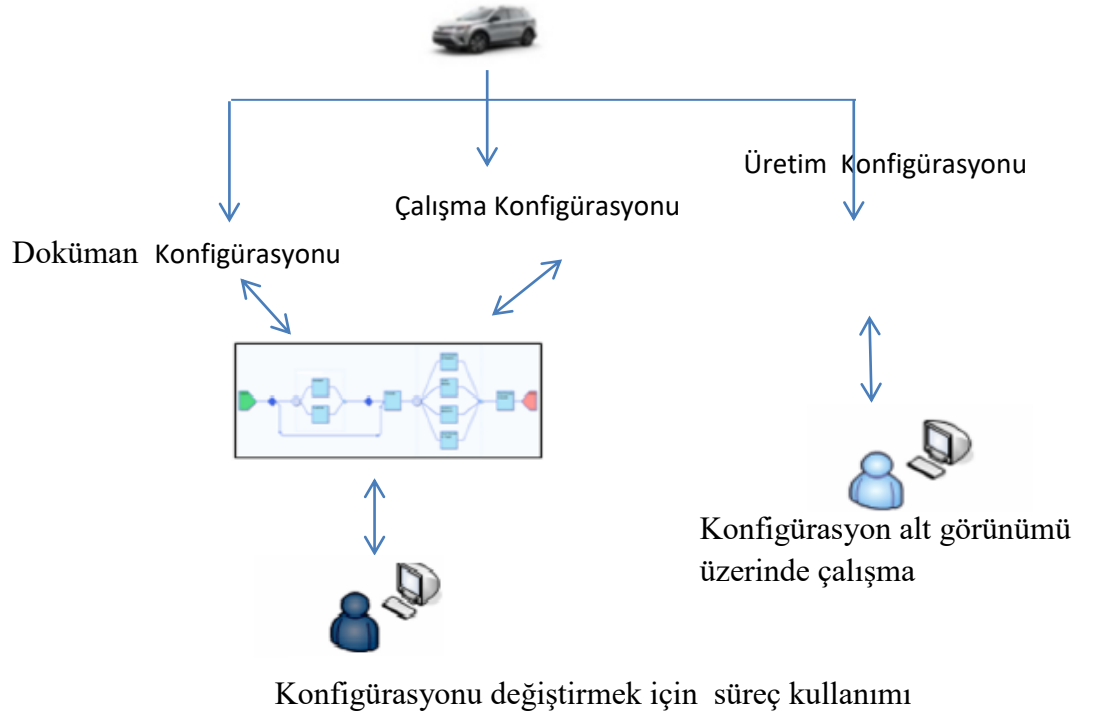 Üretim Konfigürasyonu
Çalışma Konfigürasyonu
Doküman Konfigürasyonu
Konfigürasyon alt görünümü
üzerinde çalışma
Konfigürasyonu değiştirmek için süreç kullanımı